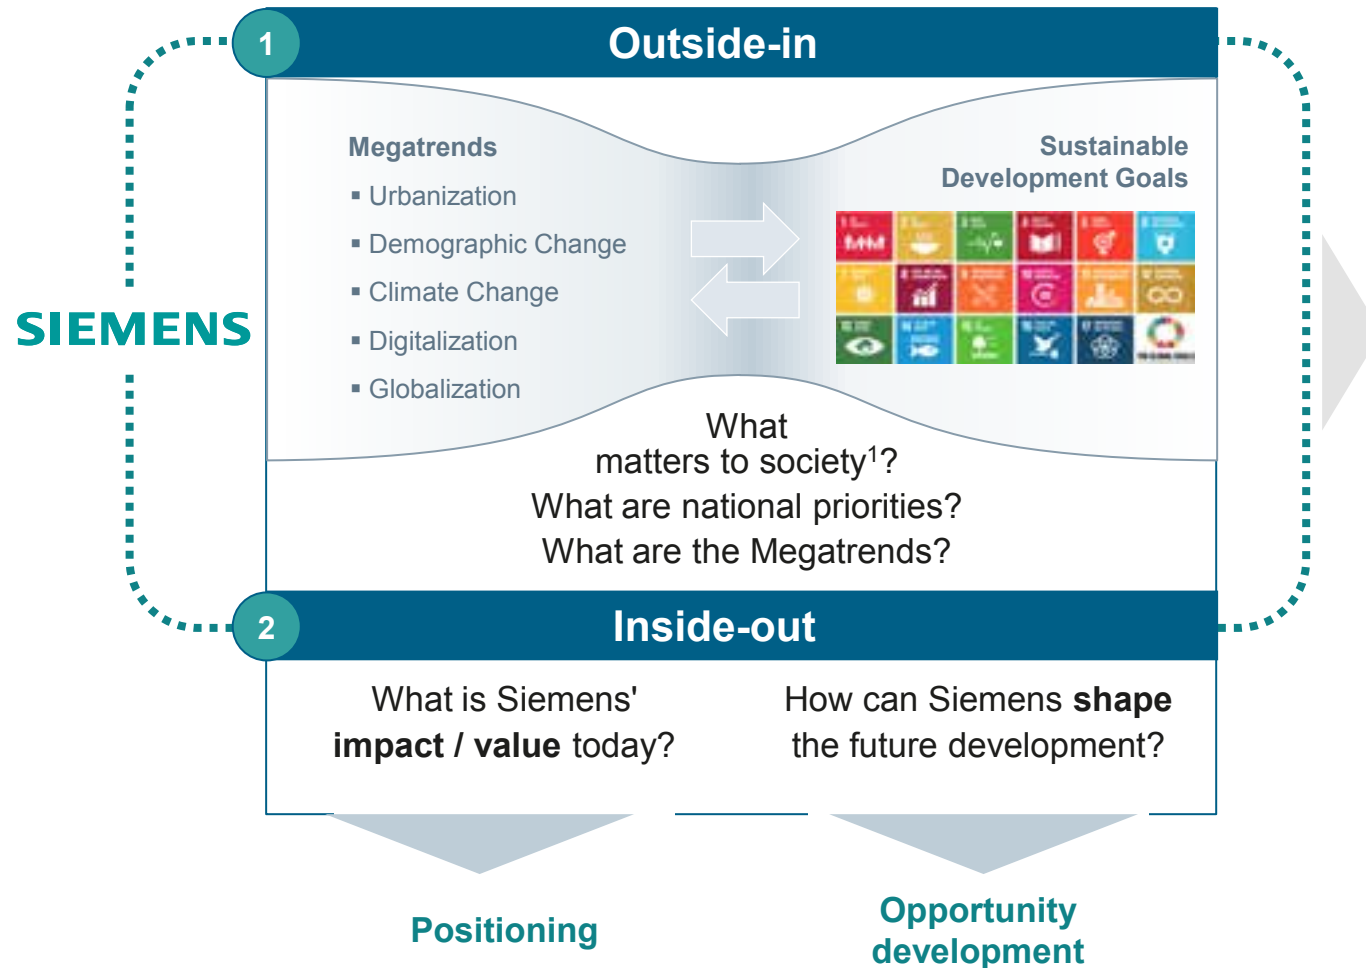 1
Outside-in
Megatrends
▪ Urbanization
▪ Demographic Change
▪ Climate Change
▪ Digitalization
▪ Globalization
Sustainable
Development Goals
SIEMENS
What
matters to society¹?
What are national priorities?
What are the Megatrends?
2
Inside-out
What is Siemens'
impact / value today?
How can Siemens shape
the future development?
Positioning
Opportunity
development